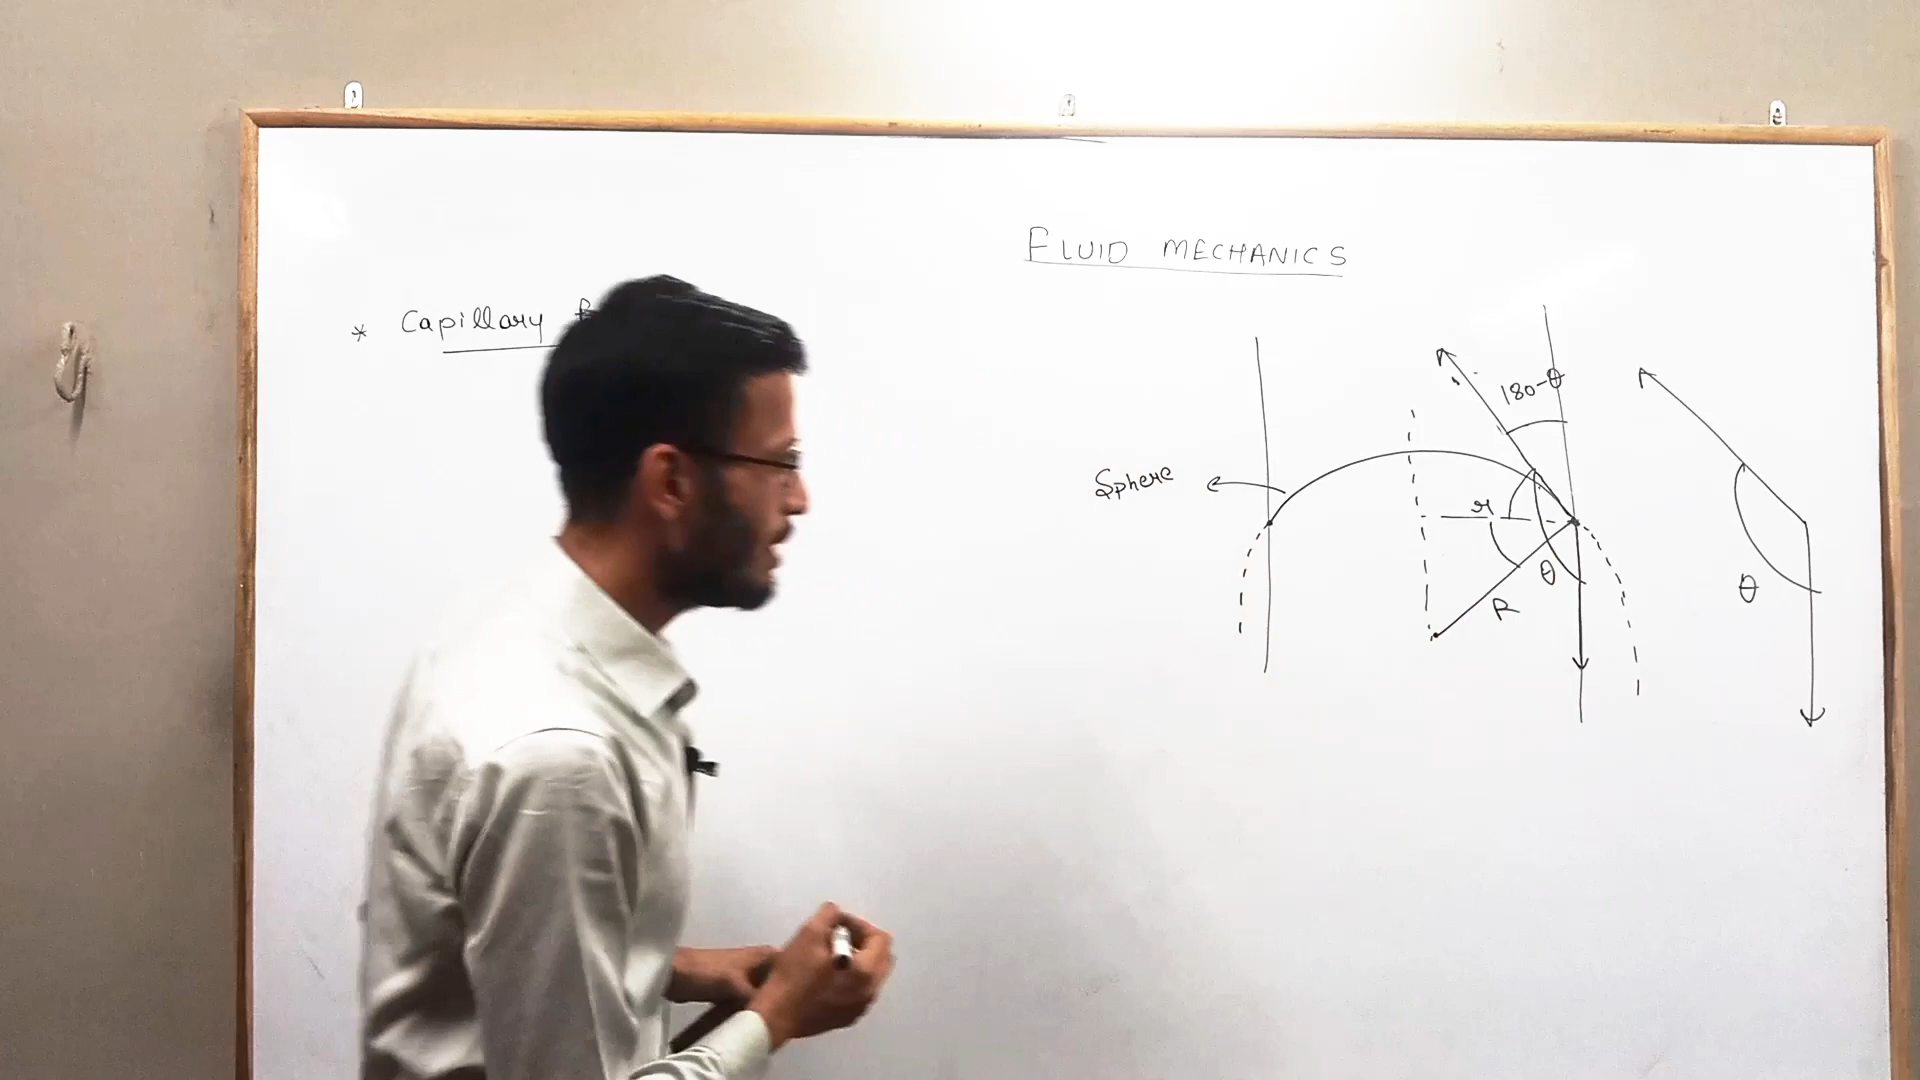 FLUID MECHANICS
* Capillary
180-θ
Sphere
r
θ
R
θ